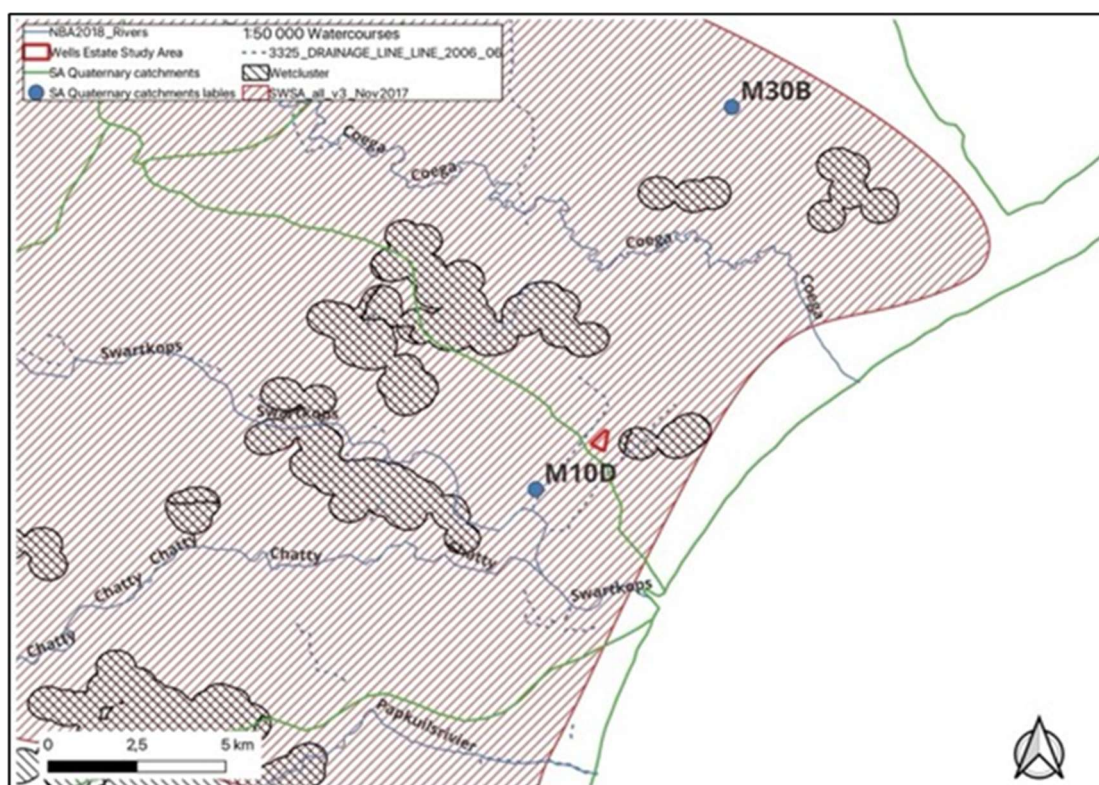 NBA2018_Rivers
Wells Estate Study Area
SA Quaternary catchments
SA Quaternary catchments lables
1:50 000 Watercourses
3325_DRAINAGE_LINE_LINE_2006_06
Wetcluster
SWSA_all_v3_Nov2017
M30B
Coega
Coega
Coega
Coega
Swartkops
Swartkops
M10D
Chatty
Chatty
Chatty
Chatty
Chatty
Swartkops
Papkuilsrivier
0 2,5 5 km